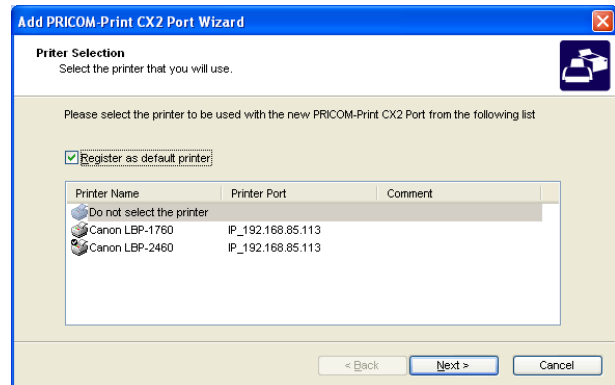 Add PRICOM-Print CX2 Port Wizard
Priter Selection
Select the printer that you will use.
Please select the printer to be used with the new PRICOM-Print CX2 Port from the following list
Register as default printer
Printer Name Printer Port Comment
Do not select the printer
Canon LBP-1760 IP_192.168.85.113
Canon LBP-2460 IP_192.168.85.113
< Back Next > Cancel